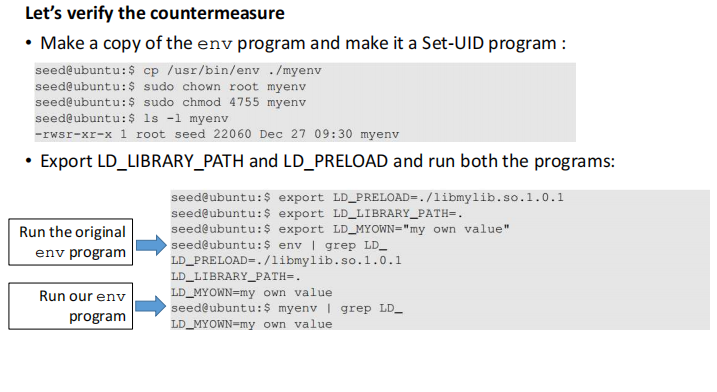 Let's verify the countermeasure
• Make a copy of the env program and make it a Set-UID program :
seed@ubuntu:$ cp /usr/bin/env ./myenv
seed@ubuntu:$ sudo chown root myenv
seed@ubuntu:$ sudo chmod 4755 myenv
seed@ubuntu:$ ls -l myenv
-rwsr-xr-x 1 root seed 22060 Dec 27 09:30 myenv
• Export LD_LIBRARY_PATH and LD_PRELOAD and run both the programs:
seed@ubuntu:$ export LD_PRELOAD=./libmylib.so.1.0.1
seed@ubuntu:$ export LD_LIBRARY_PATH=.
seed@ubuntu:$ export LD_MYOWN="my own value"
Run the original
env program
seed@ubuntu:$ env | grep LD_
LD_PRELOAD=./libmylib.so.1.0.1
LD_LIBRARY_PATH=.
LD_MYOWN=my own value
Run our env
program
seed@ubuntu:$ myenv | grep LD_
LD_MYOWN=my own value